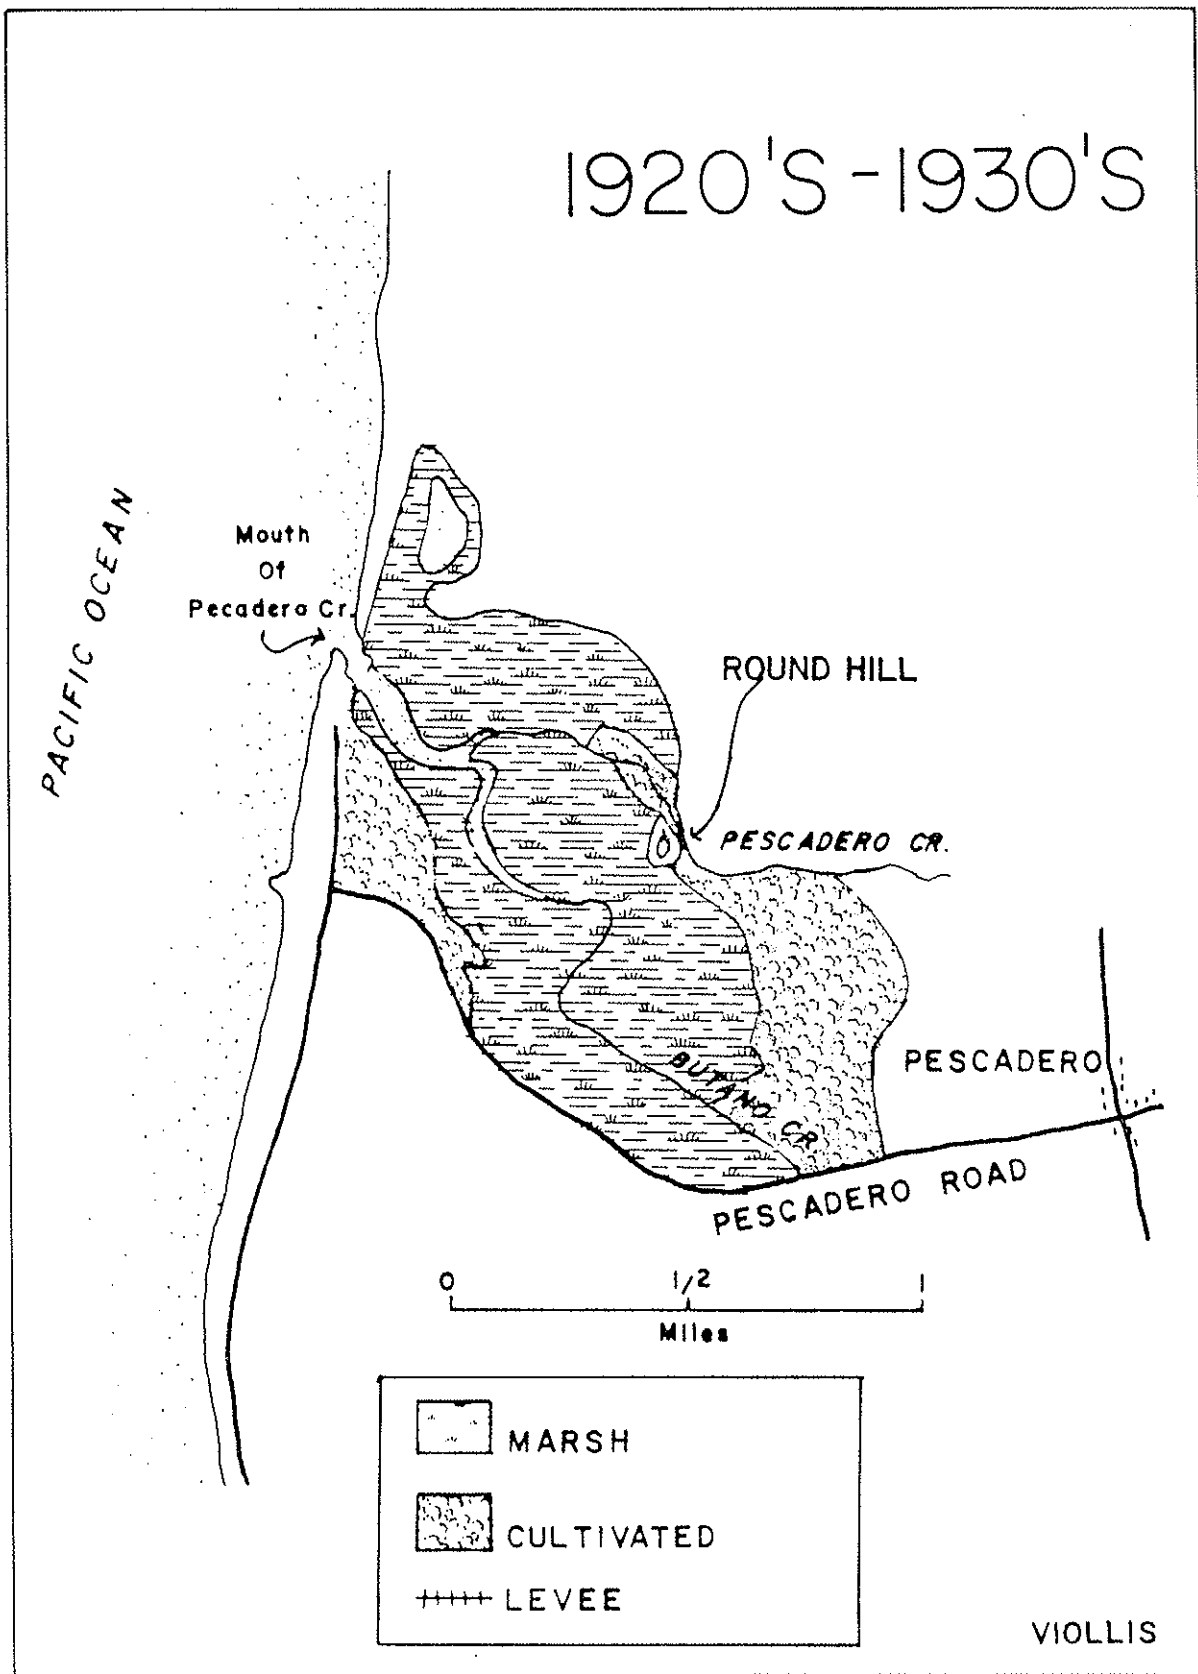 1920'S-1930'S
PACIFIC OCEAN
Mouth
Of
Pecadero Cr.
ROUND HILL
PESCADERO CR.
BUTANO CR
PESCADERO
PESCADERO ROAD
0 1/2 1
Miles
MARSH
CULTIVATED
LEVEE
VIOLLIS